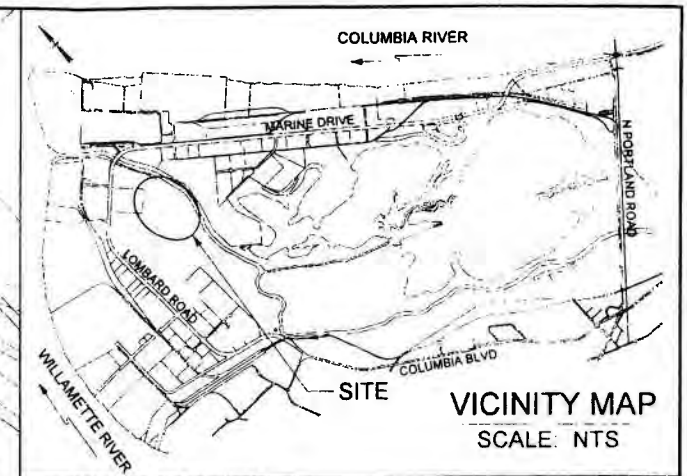 COLUMBIA RIVER
MARINE DRIVE
N PORTLAND ROAD
LOMBARD ROAD
COLUMBIA BLVD
SITE
WILLAMETTE RIVER
VICINITY MAP
SCALE: NTS